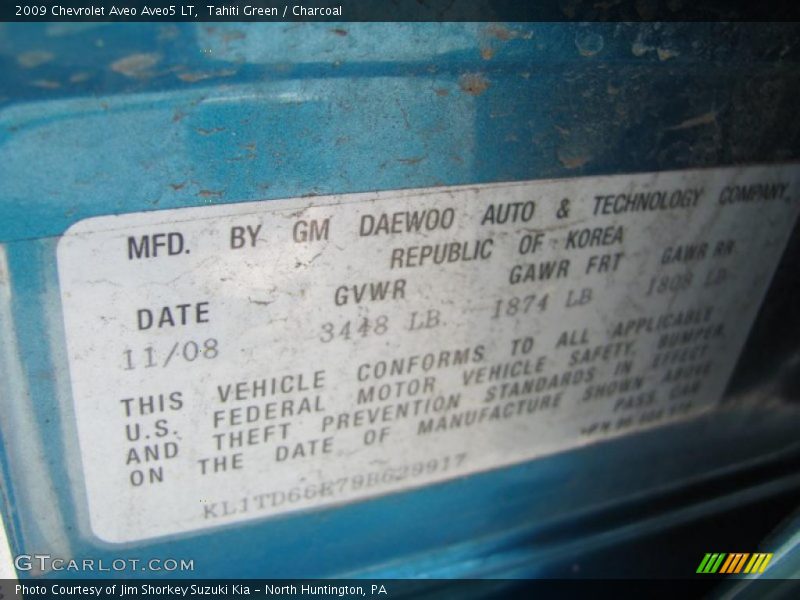 2009 Chevrolet Aveo Aveo5 LT, Tahiti Green / Charcoal
MFD. BY GM DAEWOO AUTO & TECHNOLOGY COMPANY,
REPUBLIC OF KOREA
DATE GVWR GAWR FRT GAWR RR
11/08 3448 LB. 1874 LB 1808 LB
THIS VEHICLE CONFORMS TO ALL APPLICABLE
U.S. FEDERAL MOTOR VEHICLE SAFETY, BUMPER,
AND THEFT PREVENTION STANDARDS IN EFFECT
ON THE DATE OF MANUFACTURE SHOWN ABOVE
PASS. CAR
KL1TD66E79B629917
GTCARLOT.COM
Photo Courtesy of Jim Shorkey Suzuki Kia - North Huntington, PA